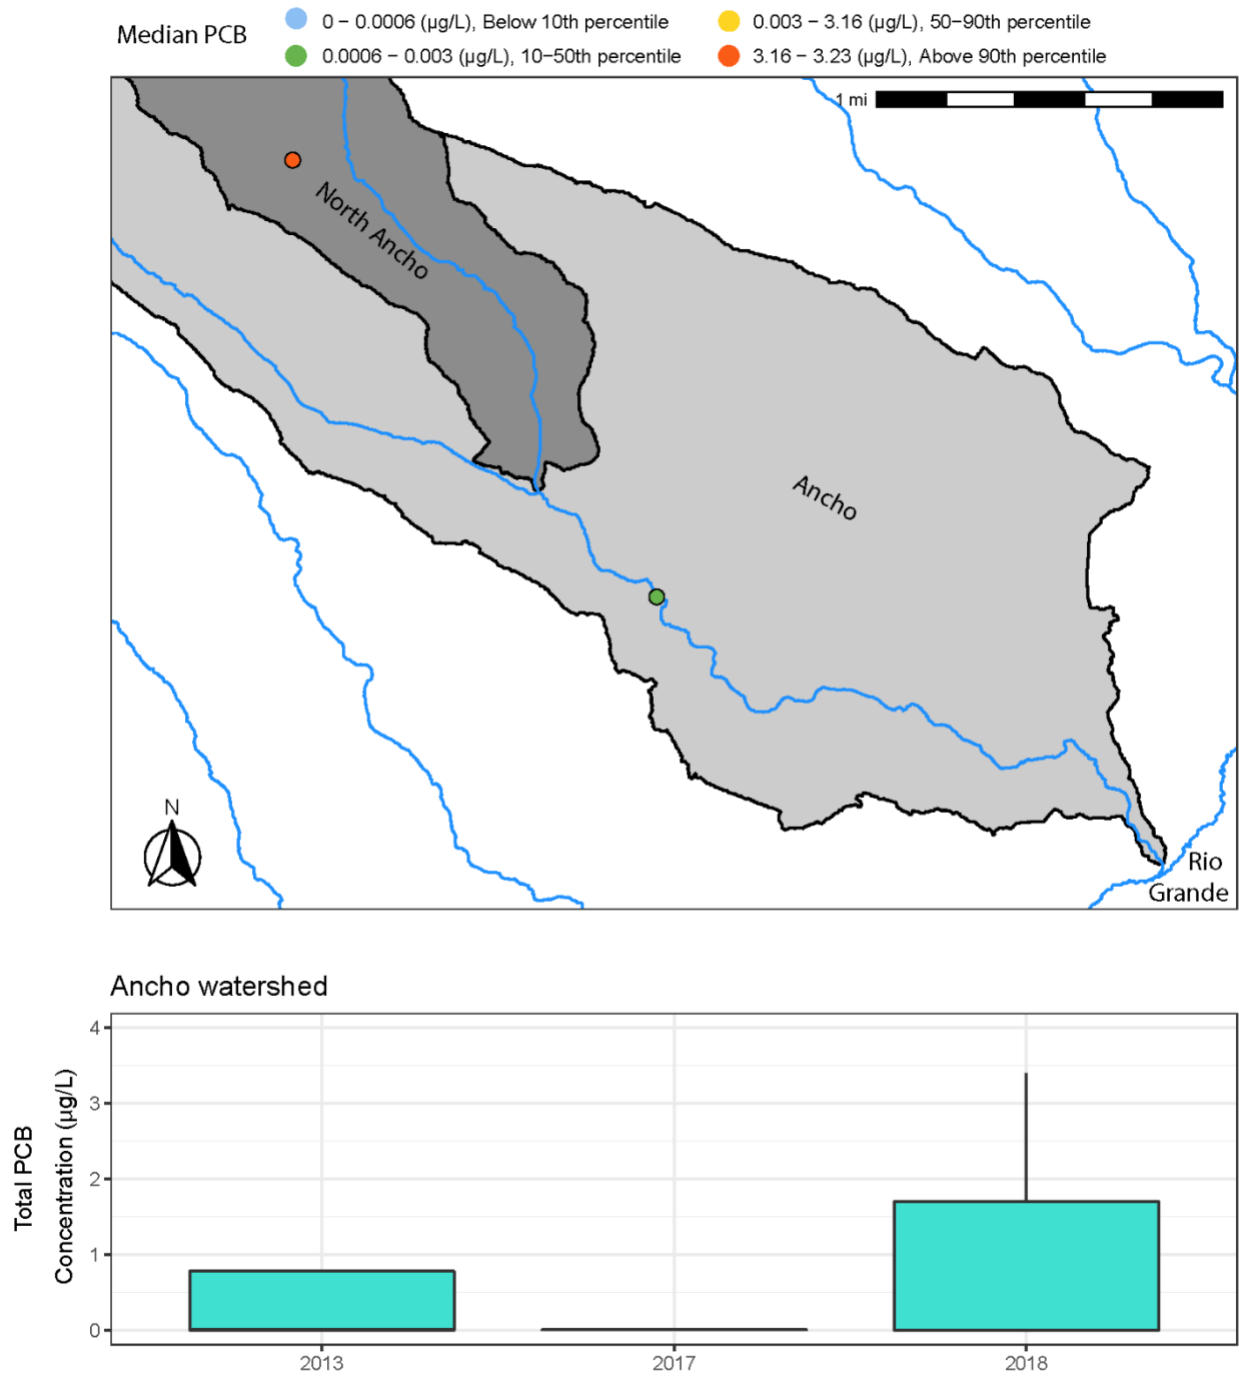 Median PCB
0 – 0.0006 (µg/L), Below 10th percentile
0.003 – 3.16 (µg/L), 50–90th percentile
0.0006 – 0.003 (µg/L), 10–50th percentile
3.16 – 3.23 (µg/L), Above 90th percentile
1 mi
North Ancho
Ancho
N
Rio
Grande
Ancho watershed
Total PCB
Concentration (µg/L)
4
3
2
1
0
2013
2017
2018